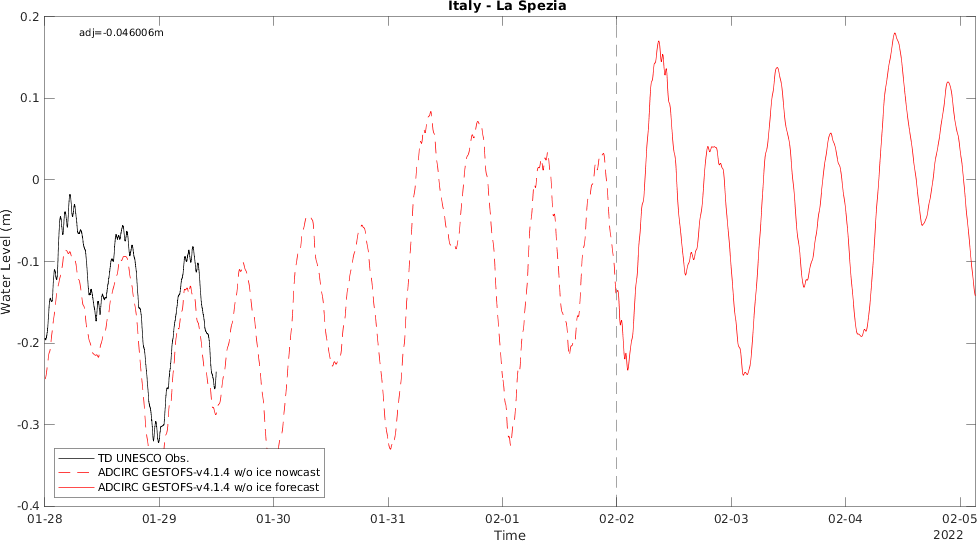 Italy - La Spezia
adj=-0.046006m
0.2
0.1
0
-0.1
-0.2
-0.3
-0.4
Water Level (m)
TD UNESCO Obs.
ADCIRC GESTOFS-v4.1.4 w/o ice nowcast
ADCIRC GESTOFS-v4.1.4 w/o ice forecast
01-28 01-29 01-30 01-31 02-01 02-02 02-03 02-04 02-05
Time
2022